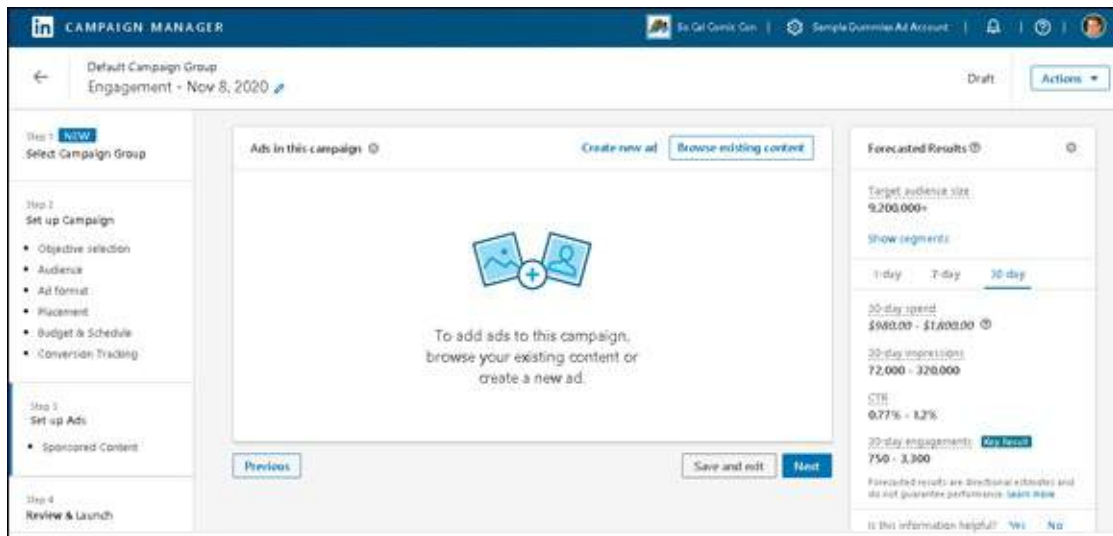 in CAMPAIGN MANAGER
So Cal Comic Con
Sample Dummies Ad Account
Default Campaign Group
Engagement - Nov 8, 2020
Draft
Actions
Step 1 NEW
Select Campaign Group
Step 2
Set up Campaign
Objective selection
Audience
Ad format
Placement
Budget & Schedule
Conversion Tracking
Step 3
Set up Ads
Sponsored Content
Step 4
Review & Launch
Ads in this campaign
Create new ad
Browse existing content
To add ads to this campaign,
browse your existing content or
create a new ad.
Previous
Save and exit
Next
Forecasted Results
Target audience size
9,200,000+
Show segments
1-day 7-day 30-day
30-day spend
$980.00 - $1,800.00
30-day impressions
72,000 - 320,000
CTR
0.77% - 1.2%
30-day engagements Key Result
750 - 3,300
Forecasted results are directional estimates and
do not guarantee performance. Learn more
Is this information helpful? Yes No